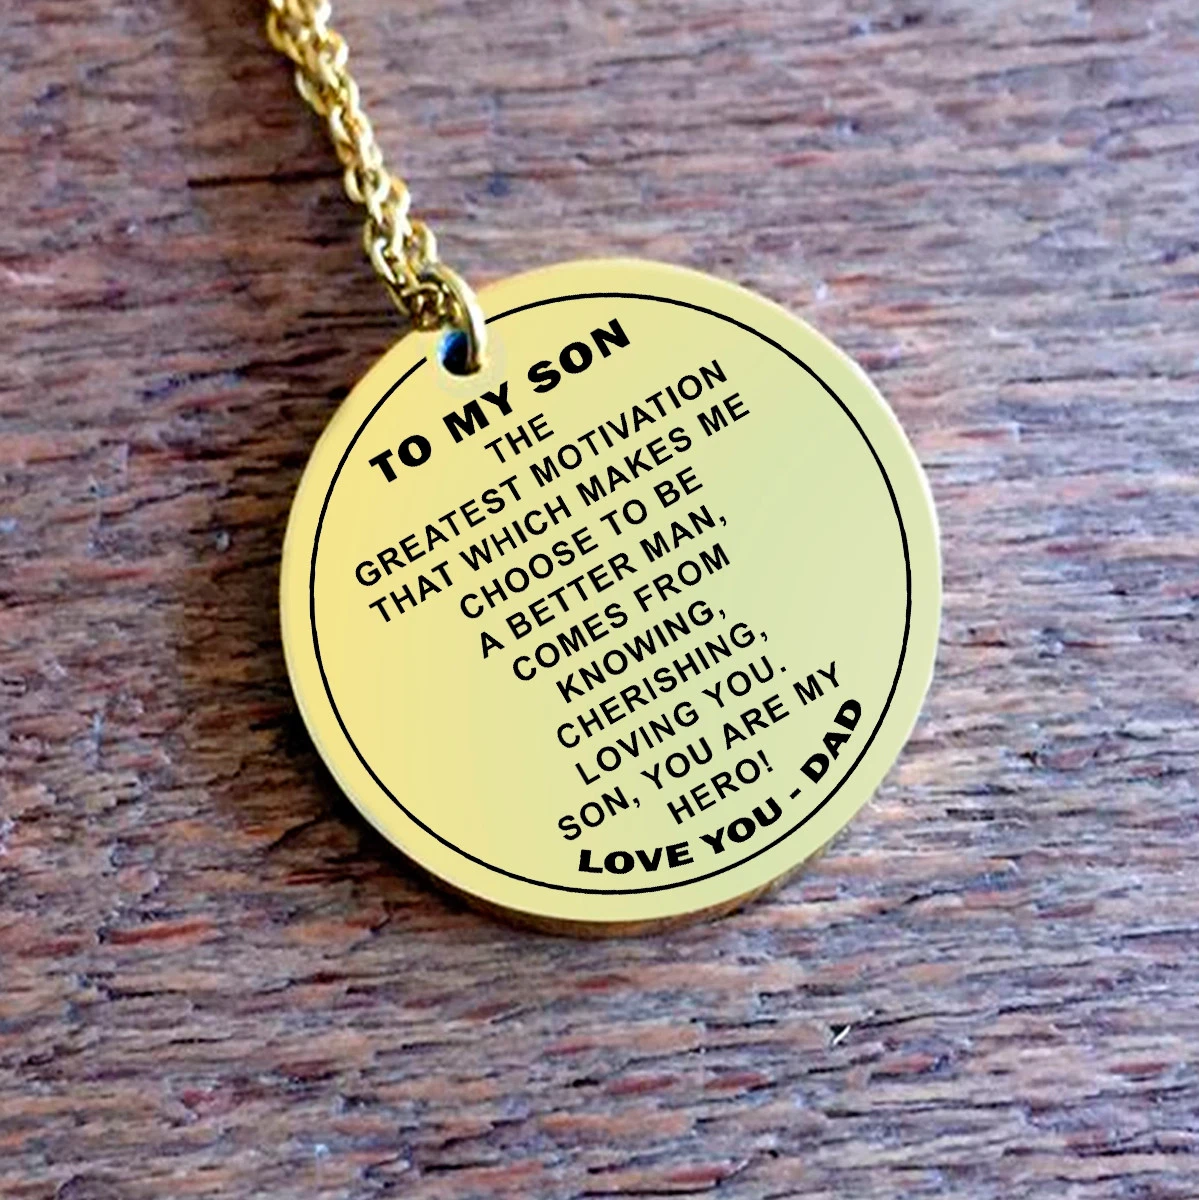 TO MY SON
THE
GREATEST MOTIVATION
THAT WHICH MAKES ME
CHOOSE TO BE
A BETTER MAN,
COMES FROM
KNOWING,
CHERISHING,
LOVING YOU.
SON, YOU ARE MY
HERO!
LOVE YOU - DAD